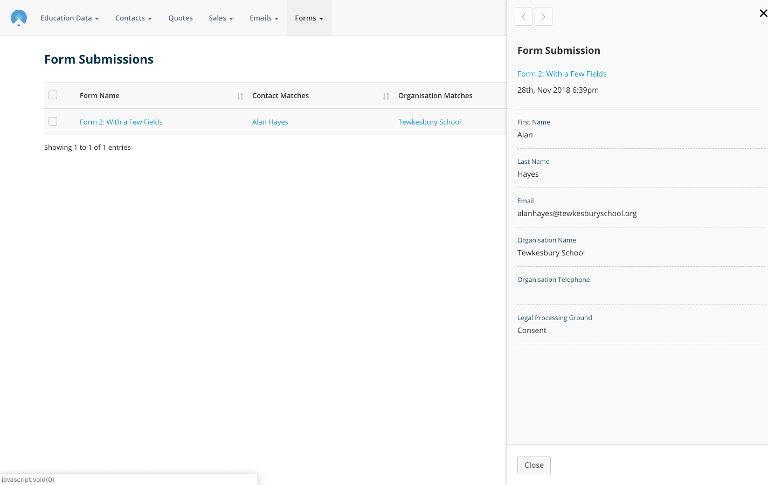 Education Data Contacts Quotes Sales Emails Forms
Form Submissions
Form Name Contact Matches Organisation Matches
Form 2: With a Few Fields Alan Hayes Tewkesbury School
Showing 1 to 1 of 1 entries
javascript:void(0)
Form Submission
Form 2: With a Few Fields
28th, Nov 2018 6:39pm
First Name
Alan
Last Name
Hayes
Email
alanhayes@tewkesburyschool.org
Organisation Name
Tewkesbury School
Organisation Telephone
Legal Processing Ground
Consent
Close